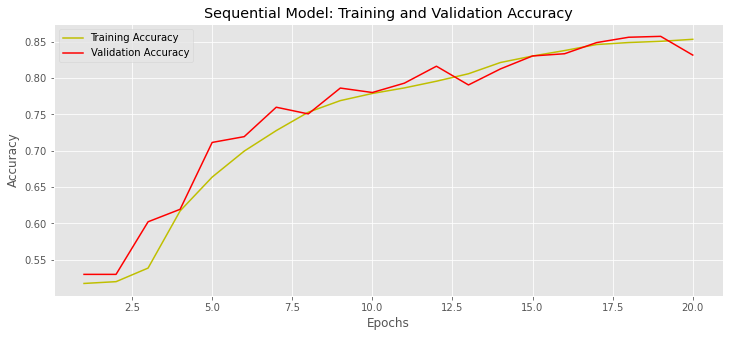 Sequential Model: Training and Validation Accuracy
Training Accuracy
Validation Accuracy
Accuracy
0.85
0.80
0.75
0.70
0.65
0.60
0.55
2.5 5.0 7.5 10.0 12.5 15.0 17.5 20.0
Epochs